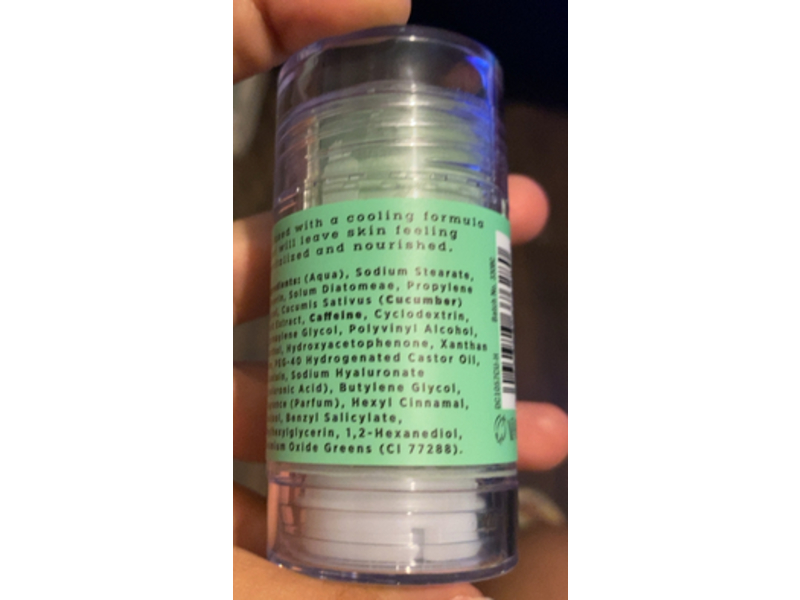 with a cooling formula
will leave skin feeling
and nourished.
(Aqua), Sodium Stearate,
Solum Diatomeae, Propylene
Cucumis Sativus (Cucumber)
Extract, Caffeine, Cyclodextrin,
Glycol, Polyvinyl Alcohol,
Hydroxyacetophenone, Xanthan
PEG-40 Hydrogenated Castor Oil,
Sodium Hyaluronate
Acid), Butylene Glycol,
(Parfum), Hexyl Cinnamal,
Benzyl Salicylate,
1,2-Hexanediol,
Oxide Greens (CI 77288).
Batch No.